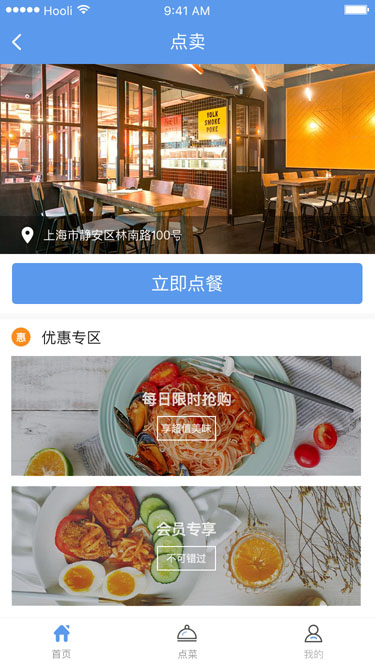 Hooli 9:41 AM
点卖
YOLK
SMOKE
POKE
上海市静安区林南路100号
立即点餐
惠 优惠专区
每日限时抢购
享超值美味
会员专享
不可错过
首页 点菜 我的